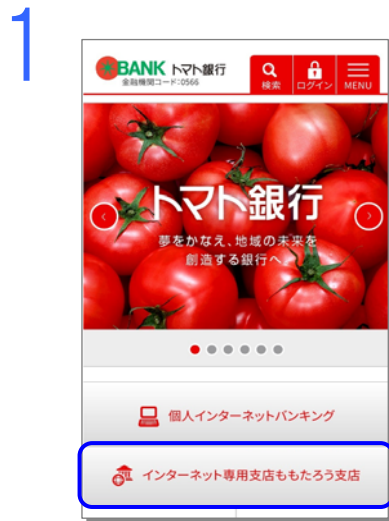 1
BANK トマト銀行
金融機関コード:0566
検索 ログイン MENU
トマト銀行
夢をかなえ、地域の未来を
創造する銀行へ。
個人インターネットバンキング
インターネット専用支店ももたろう支店